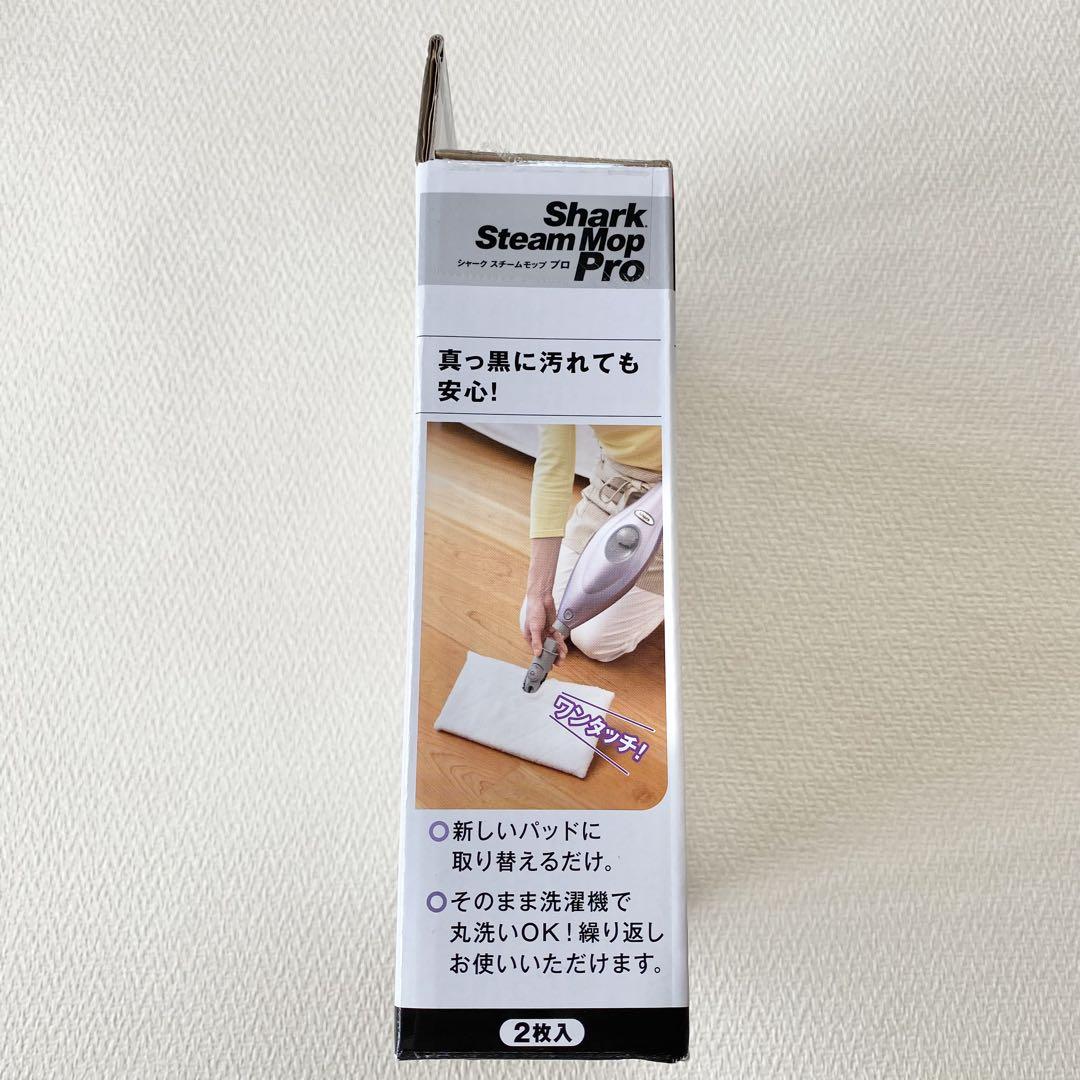 Shark
Steam Mop
シャーク スチームモップ プロ Pro
真っ黒に汚れても
安心!
ワンタッチ!
新しいパッドに
取り替えるだけ。
そのまま洗濯機で
丸洗いOK!繰り返し
お使いいただけます。
2枚入